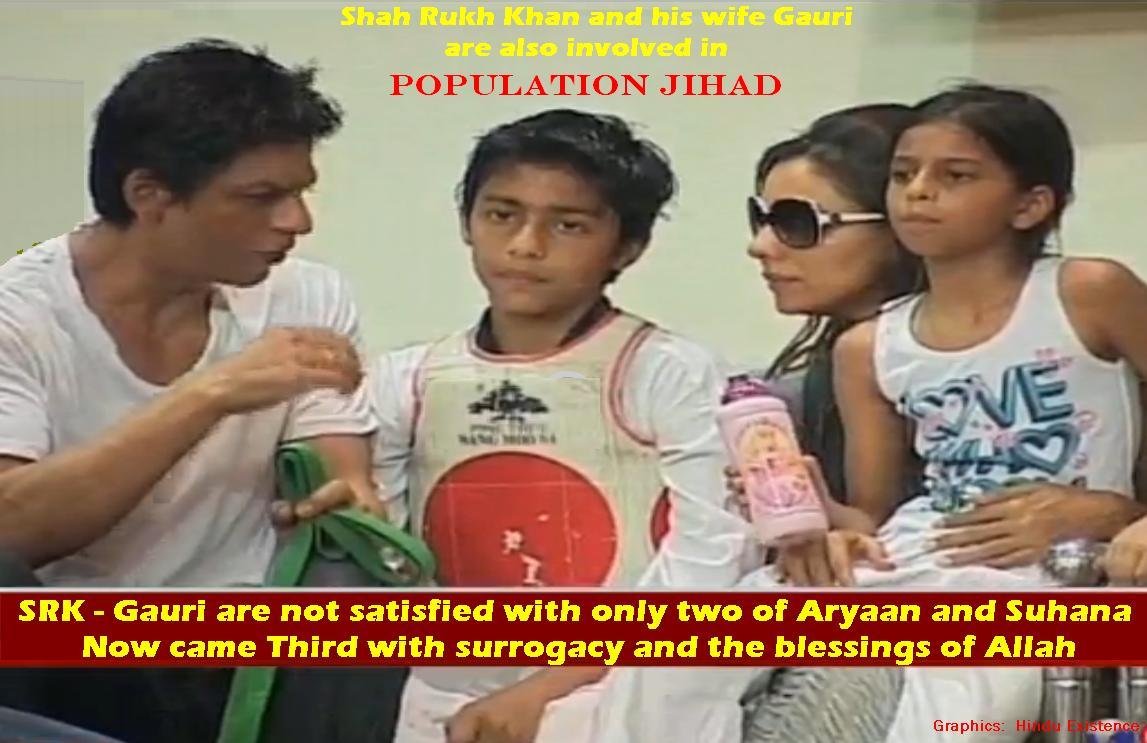 Shah Rukh Khan and his wife Gauri
are also involved in
POPULATION JIHAD
LOVE
SRK - Gauri are not satisfied with only two of Aryaan and Suhana
Now came Third with surrogacy and the blessings of Allah
Graphics: Hindu Existence